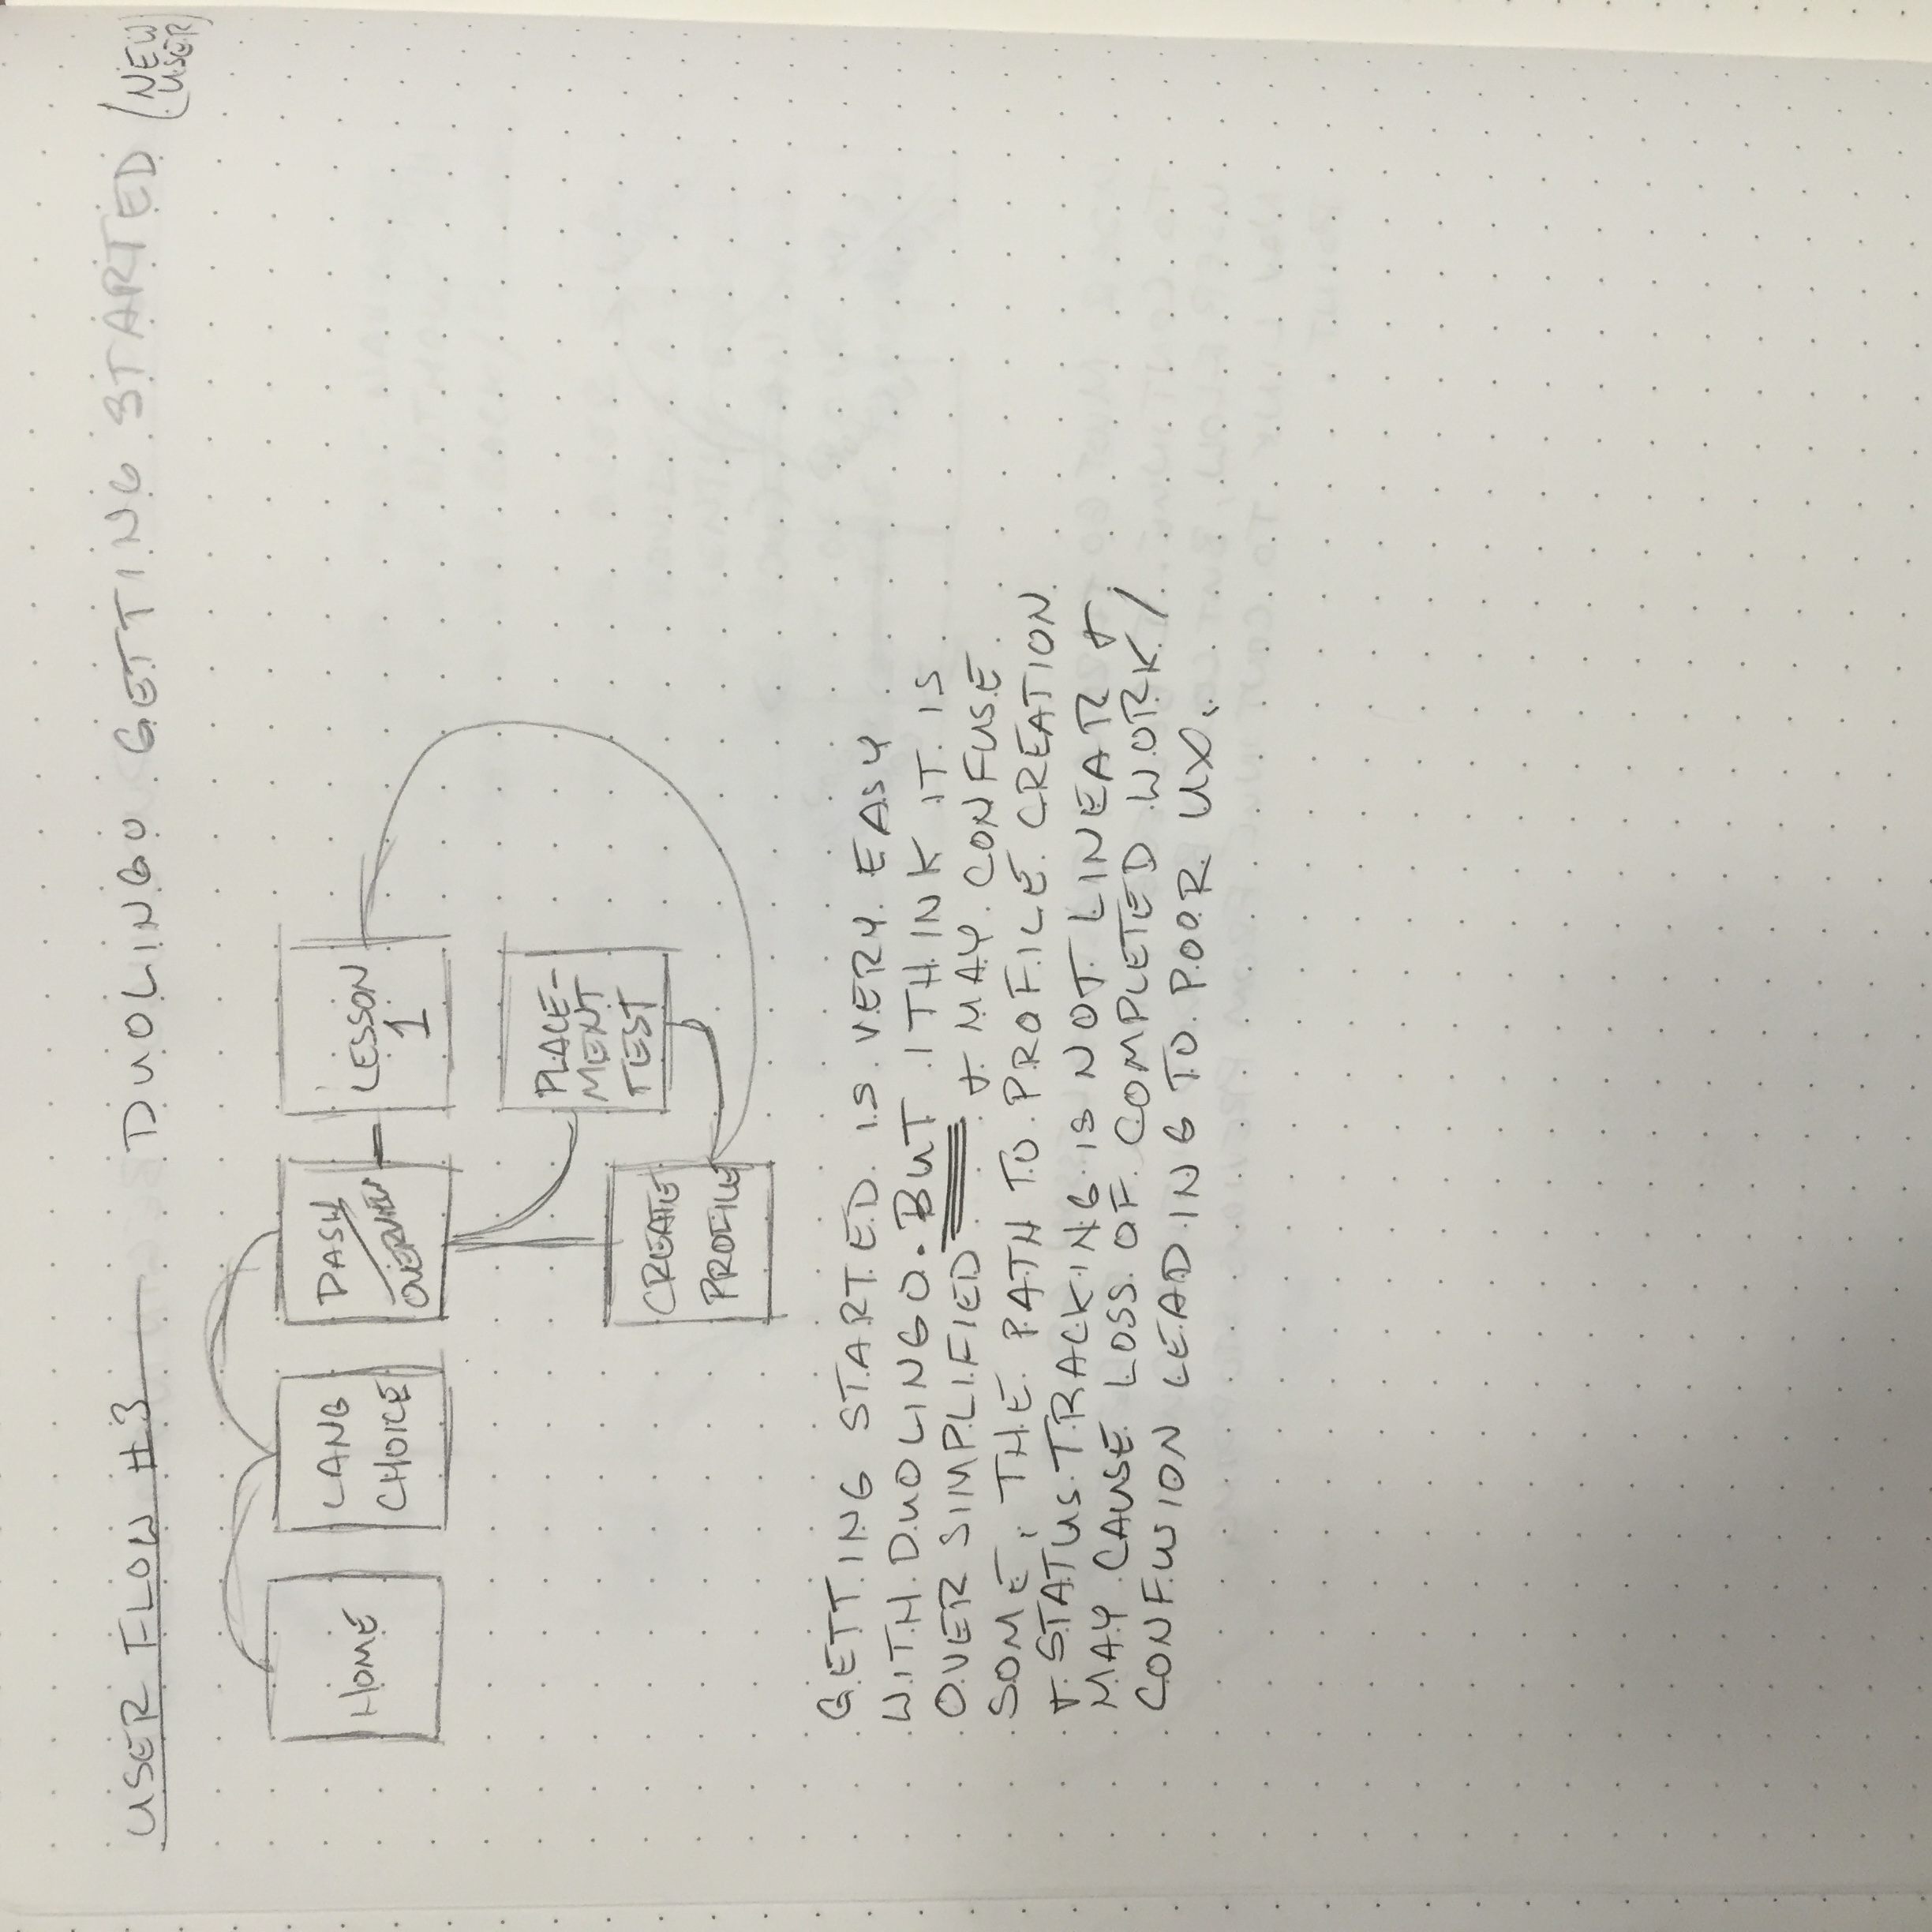 USER FLOW #3 DUOLINGO GETTING STARTED (NEW
USER)
HOME
LANG
CHOICE
DASH/
OVERVIEW
LESSON
1
PLACE-
MENT
TEST
CREATE
PROFILE
GETTING STARTED IS VERY EASY
WITH DUOLINGO. BUT I THINK IT IS
OVER SIMPLIFIED & MAY CONFUSE
SOME, THE PATH TO PROFILE CREATION
& STATUS TRACKING IS NOT LINEAR &
MAY CAUSE LOSS OF COMPLETED WORK/
CONFUSION LEADING TO POOR UX.